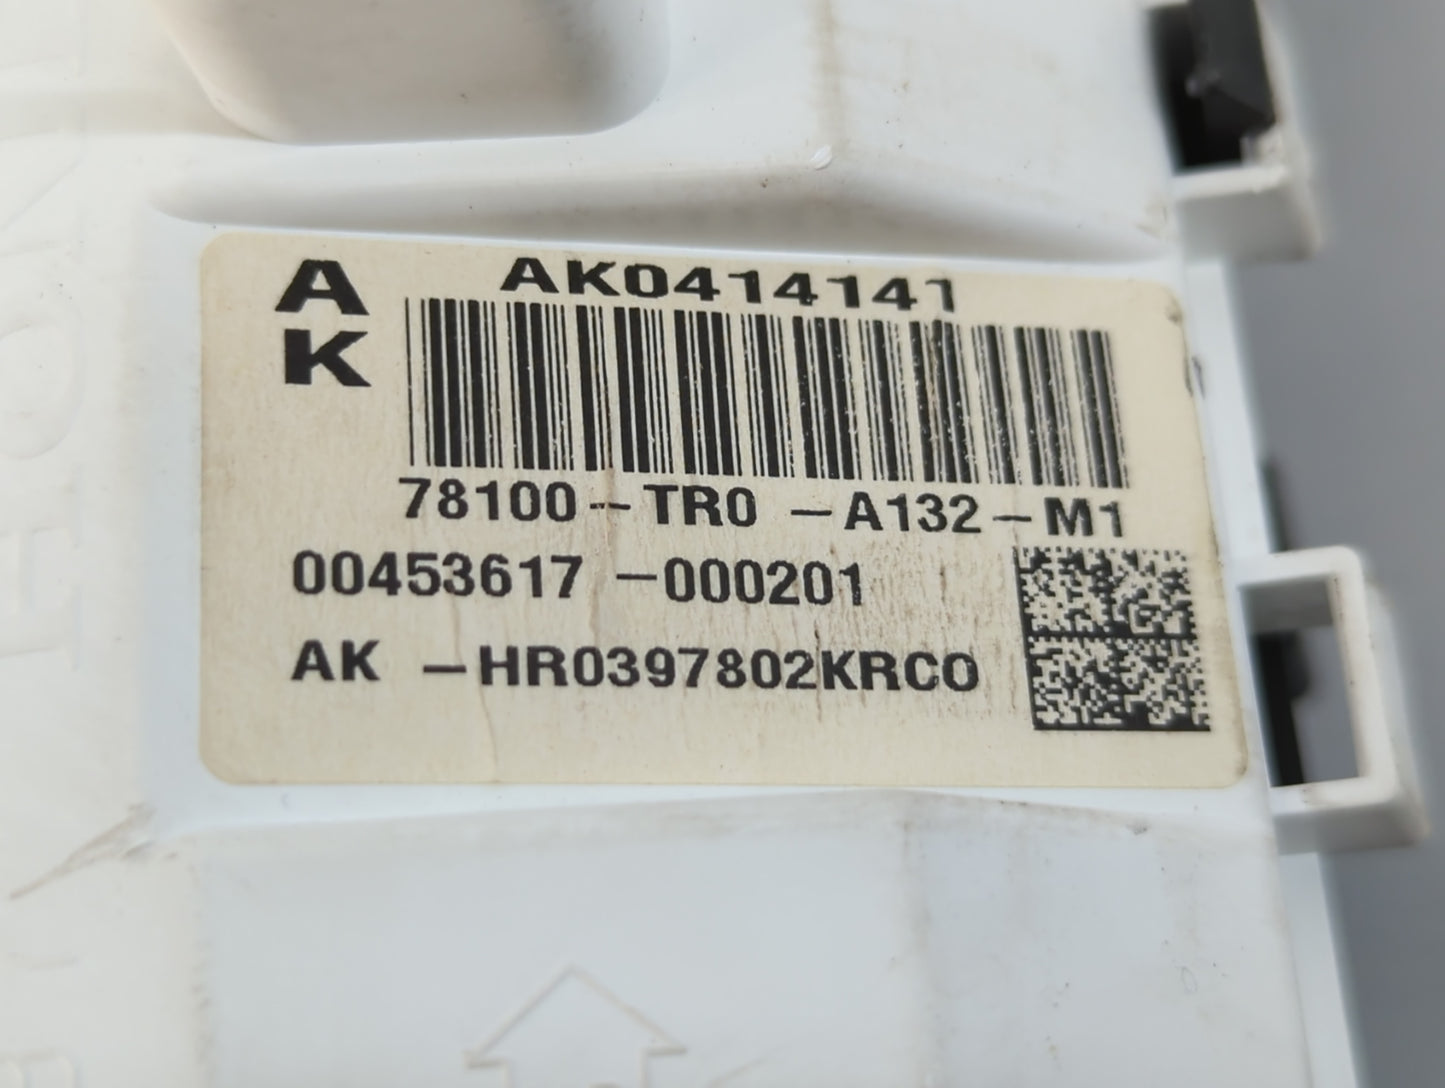 A
K
AK0414141
78100-TR0 -A132-M1
00453617 -000201
AK -HR0397802KRC0